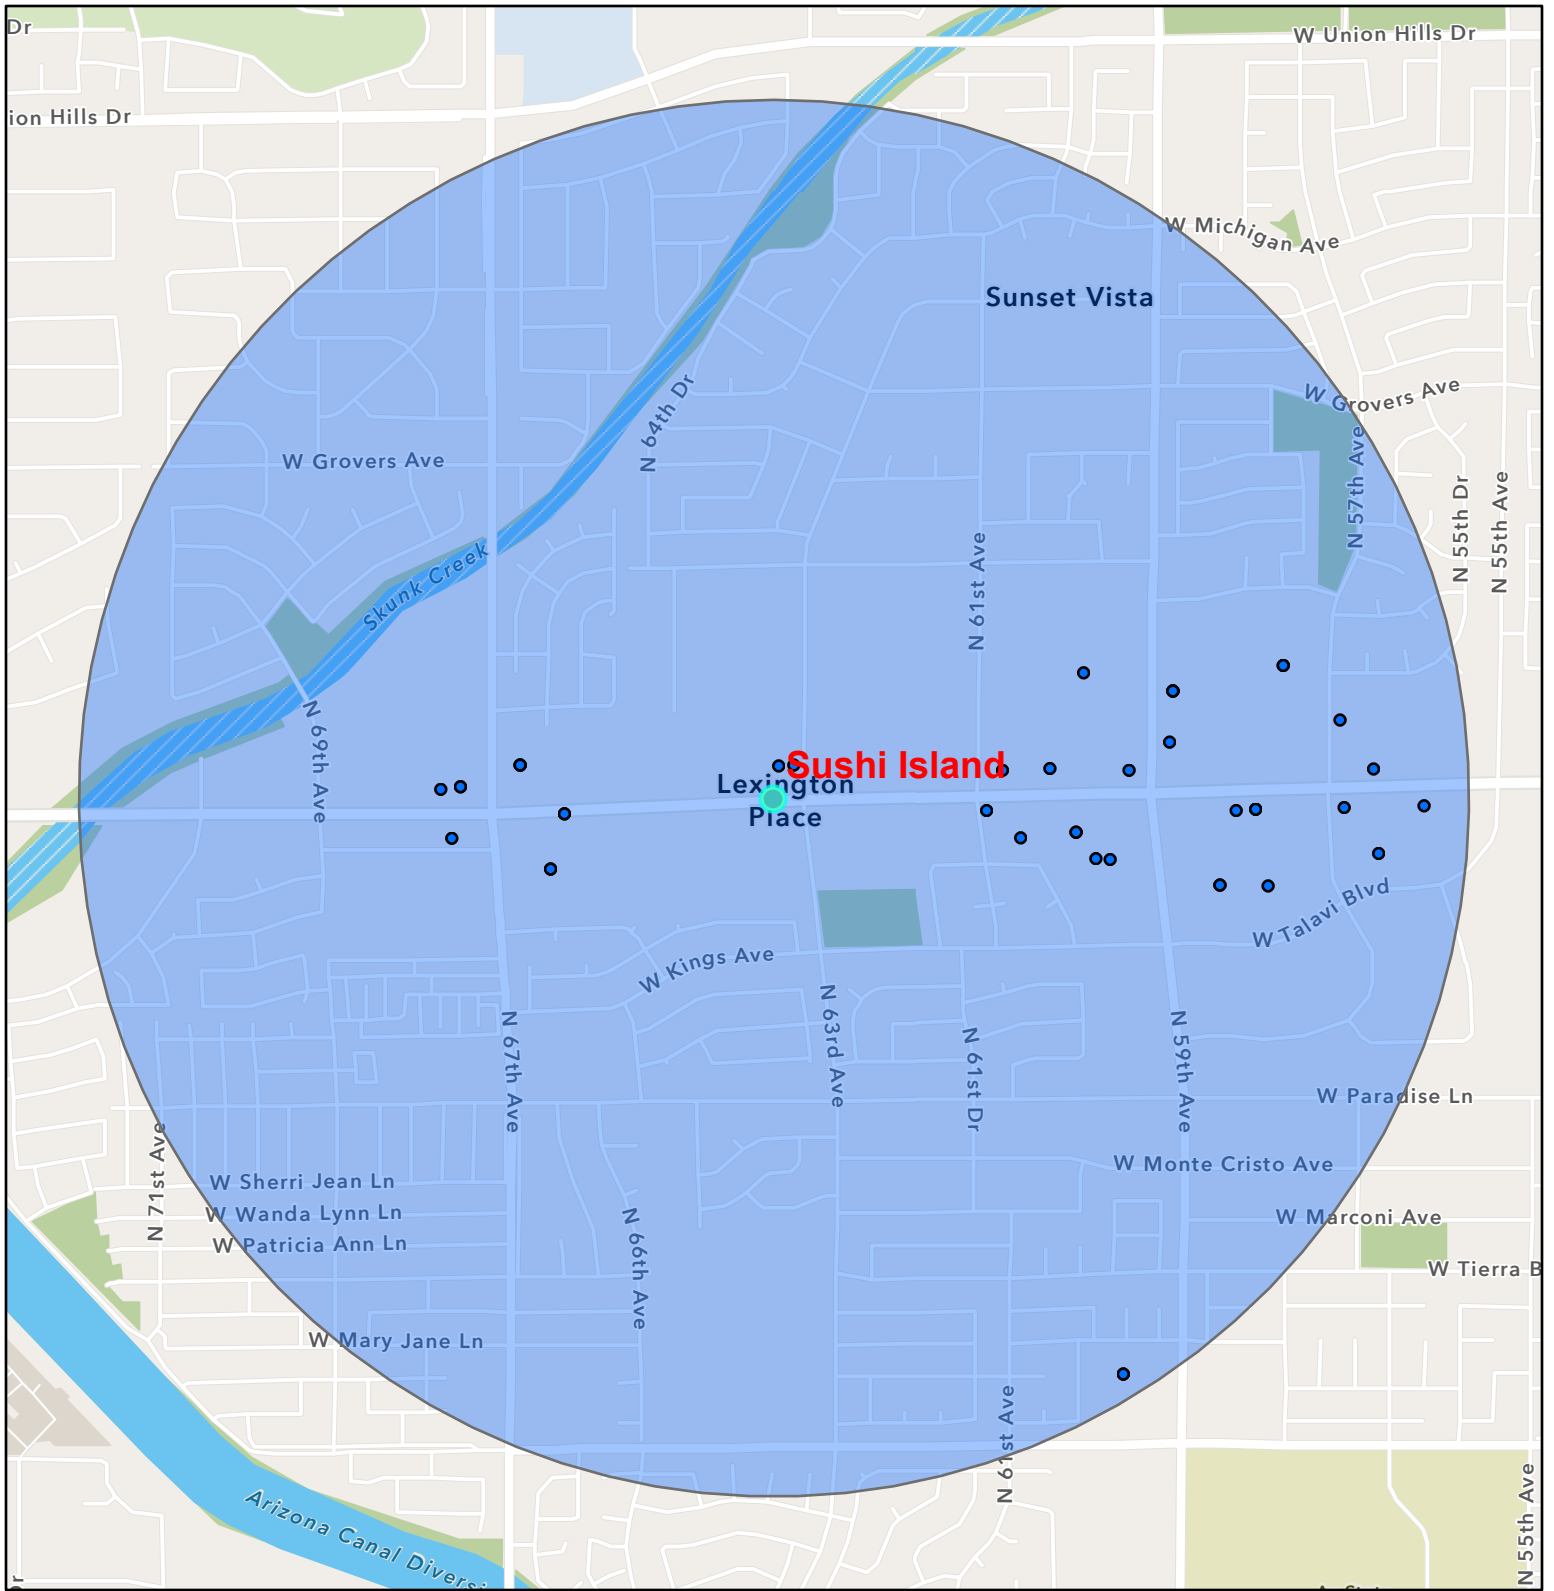 Dr
W Union Hills Dr
ion Hills Dr
W Michigan Ave
Sunset Vista
W Grovers Ave
N 64th Dr
W Grovers Ave
N 57th Ave
N 55th Dr
N 55th Ave
Skunk Creek
N 61st Ave
N 69th Ave
Sushi Island
Lexington
Place
W Talavi Blvd
W Kings Ave
N 67th Ave
N 63rd Ave
N 61st Dr
N 59th Ave
W Paradise Ln
N 71st Ave
W Monte Cristo Ave
W Sherri Jean Ln
W Wanda Lynn Ln
W Marconi Ave
W Patricia Ann Ln
N 66th Ave
W Tierra B
W Mary Jane Ln
N 61st Ave
Arizona Canal Diversi
N 55th Ave